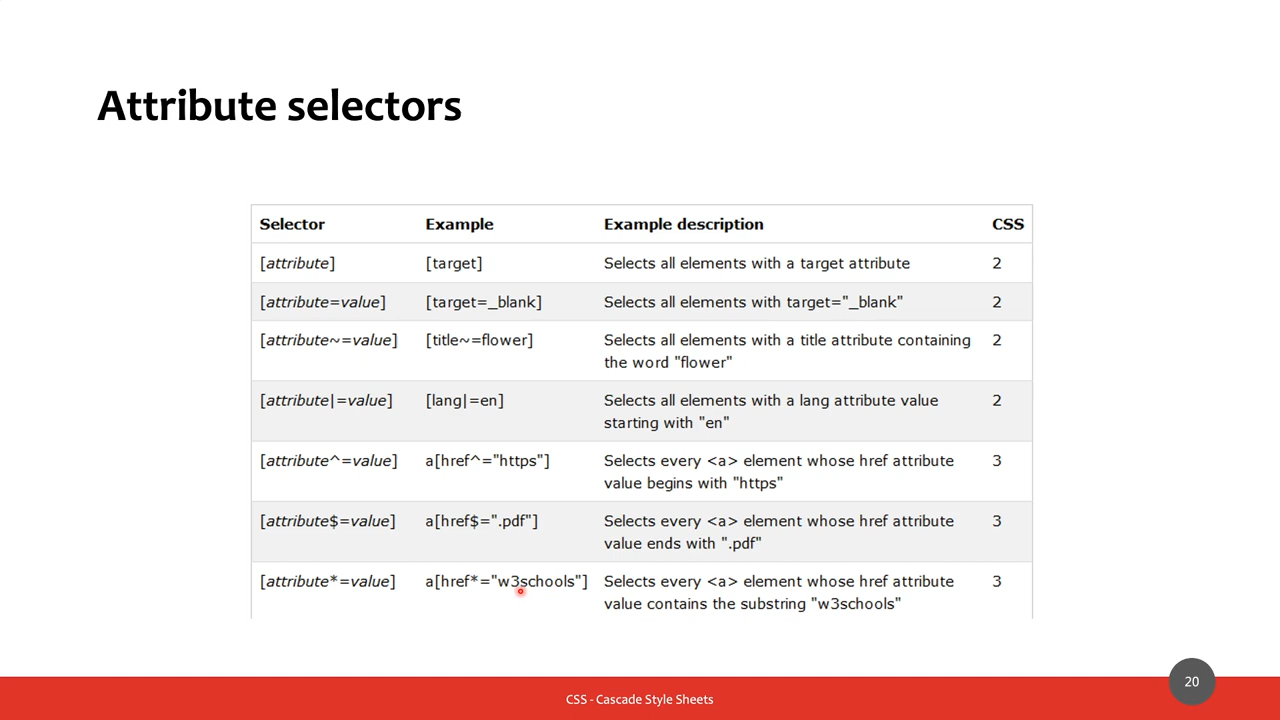 Attribute selectors
Selector Example Example description CSS
[attribute] [target] Selects all elements with a target attribute 2
[attribute=value] [target=_blank] Selects all elements with target="_blank" 2
[attribute~=value] [title~=flower] Selects all elements with a title attribute containing 2
the word "flower"
[attribute|=value] [lang|=en] Selects all elements with a lang attribute value 2
starting with "en"
[attribute^=value] a[href^="https"] Selects every <a> element whose href attribute 3
value begins with "https"
[attribute$=value] a[href$=".pdf"] Selects every <a> element whose href attribute 3
value ends with ".pdf"
[attribute*=value] a[href*="w3schools"] Selects every <a> element whose href attribute 3
value contains the substring "w3schools"
20
CSS - Cascade Style Sheets